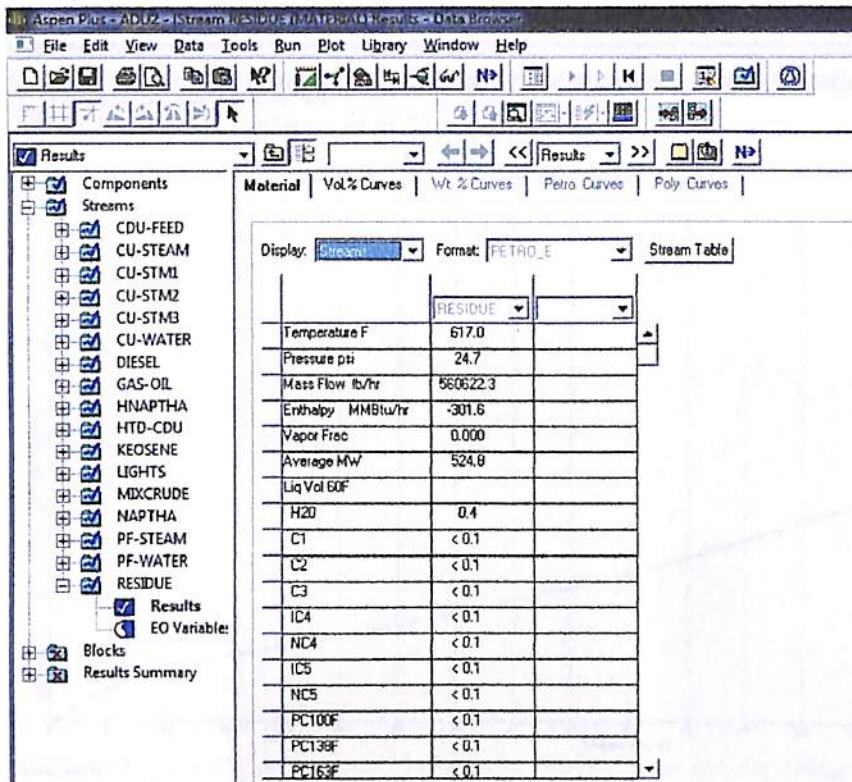 Aspen Plus - ADU2 - [Stream RESIDUE (MATERIAL) Results - Data Browser]
File Edit View Data Tools Run Plot Library Window Help
N>
Results
<< Results >> N>
Components
Streams
CDU-FEED
CU-STEAM
CU-STM1
CU-STM2
CU-STM3
CU-WATER
DIESEL
GAS-OIL
HNAPTHA
HTD-CDU
KEOSENE
LIGHTS
MIXCRUDE
NAPTHA
PF-STEAM
PF-WATER
RESIDUE
Results
EO Variables
Blocks
Results Summary
Material Vol.% Curves Wt. % Curves Petro. Curves Poly. Curves
Display: Streams Format: PETRO_E Stream Table
RESIDUE
Temperature F 617.0
Pressure psi 24.7
Mass Flow lb/hr 560622.3
Enthalpy MMBtu/hr -301.6
Vapor Frac 0.000
Average MW 524.8
Liq Vol 60F
H20 0.4
C1 < 0.1
C2 < 0.1
C3 < 0.1
IC4 < 0.1
NC4 < 0.1
IC5 < 0.1
NC5 < 0.1
PC100F < 0.1
PC138F < 0.1
PC163F < 0.1